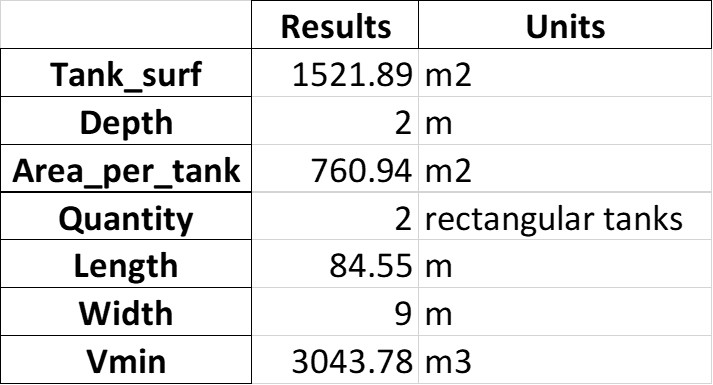 Results Units
Tank_surf 1521.89 m2
Depth 2 m
Area_per_tank 760.94 m2
Quantity 2 rectangular tanks
Length 84.55 m
Width 9 m
Vmin 3043.78 m3